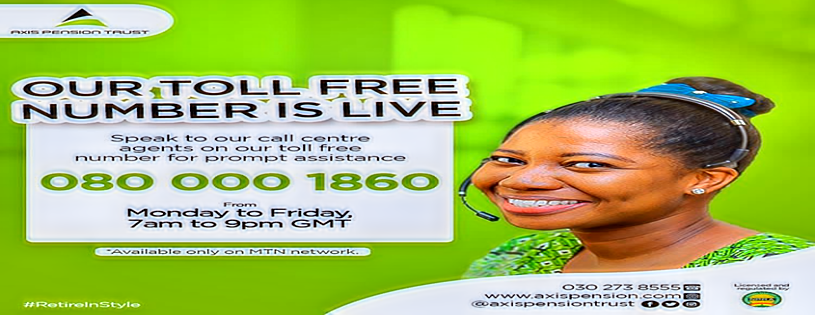 AXIS PENSION TRUST
OUR TOLL FREE
NUMBER IS LIVE
Speak to our call centre
agents on our toll free
number for prompt assistance
080 000 1860
From
Monday to Friday,
7am to 9pm GMT
*Available only on MTN network.
#RetireInStyle
030 273 8555
www.axispension.com
@axispensiontrust
Licensed and
regulated by